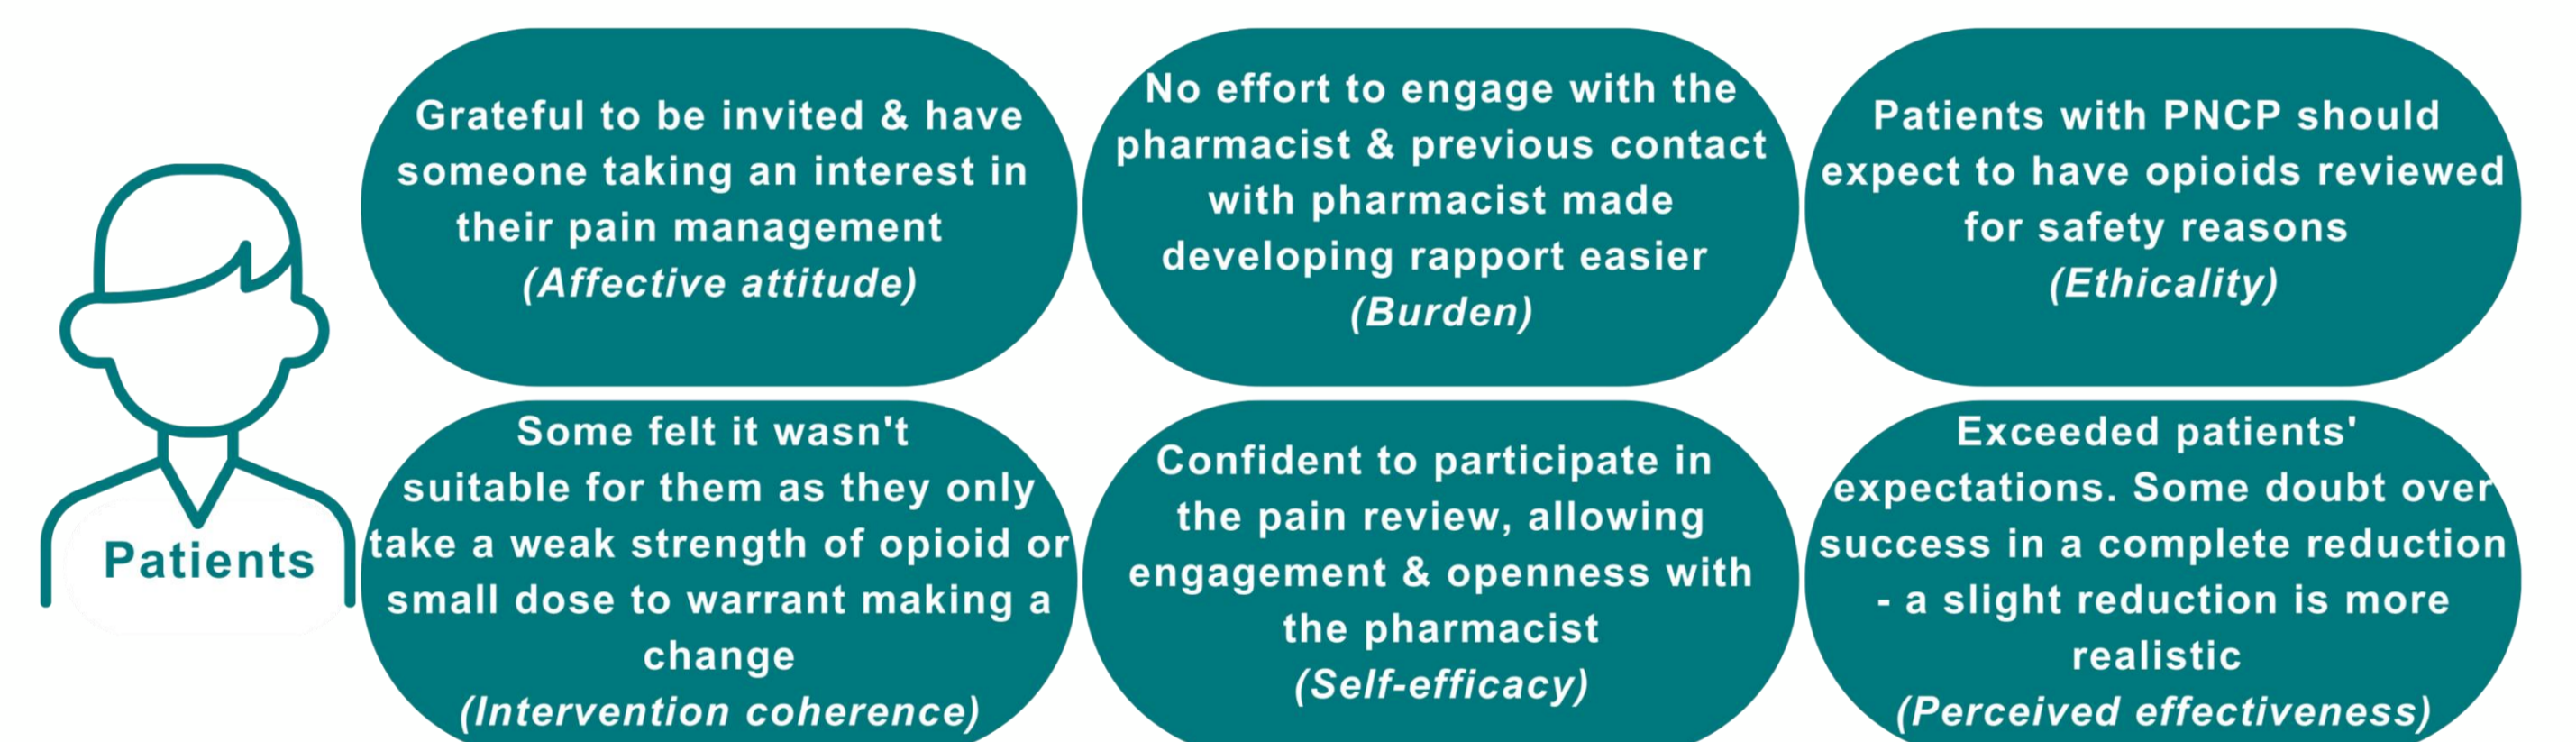 Patients
Grateful to be invited & have
someone taking an interest in
their pain management
(Affective attitude)
No effort to engage with the
pharmacist & previous contact
with pharmacist made
developing rapport easier
(Burden)
Patients with PNCP should
expect to have opioids reviewed
for safety reasons
(Ethicality)
Some felt it wasn't
suitable for them as they only
take a weak strength of opioid or
small dose to warrant making a
change
(Intervention coherence)
Confident to participate in
the pain review, allowing
engagement & openness with
the pharmacist
(Self-efficacy)
Exceeded patients'
expectations. Some doubt over
success in a complete reduction
- a slight reduction is more
realistic
(Perceived effectiveness)